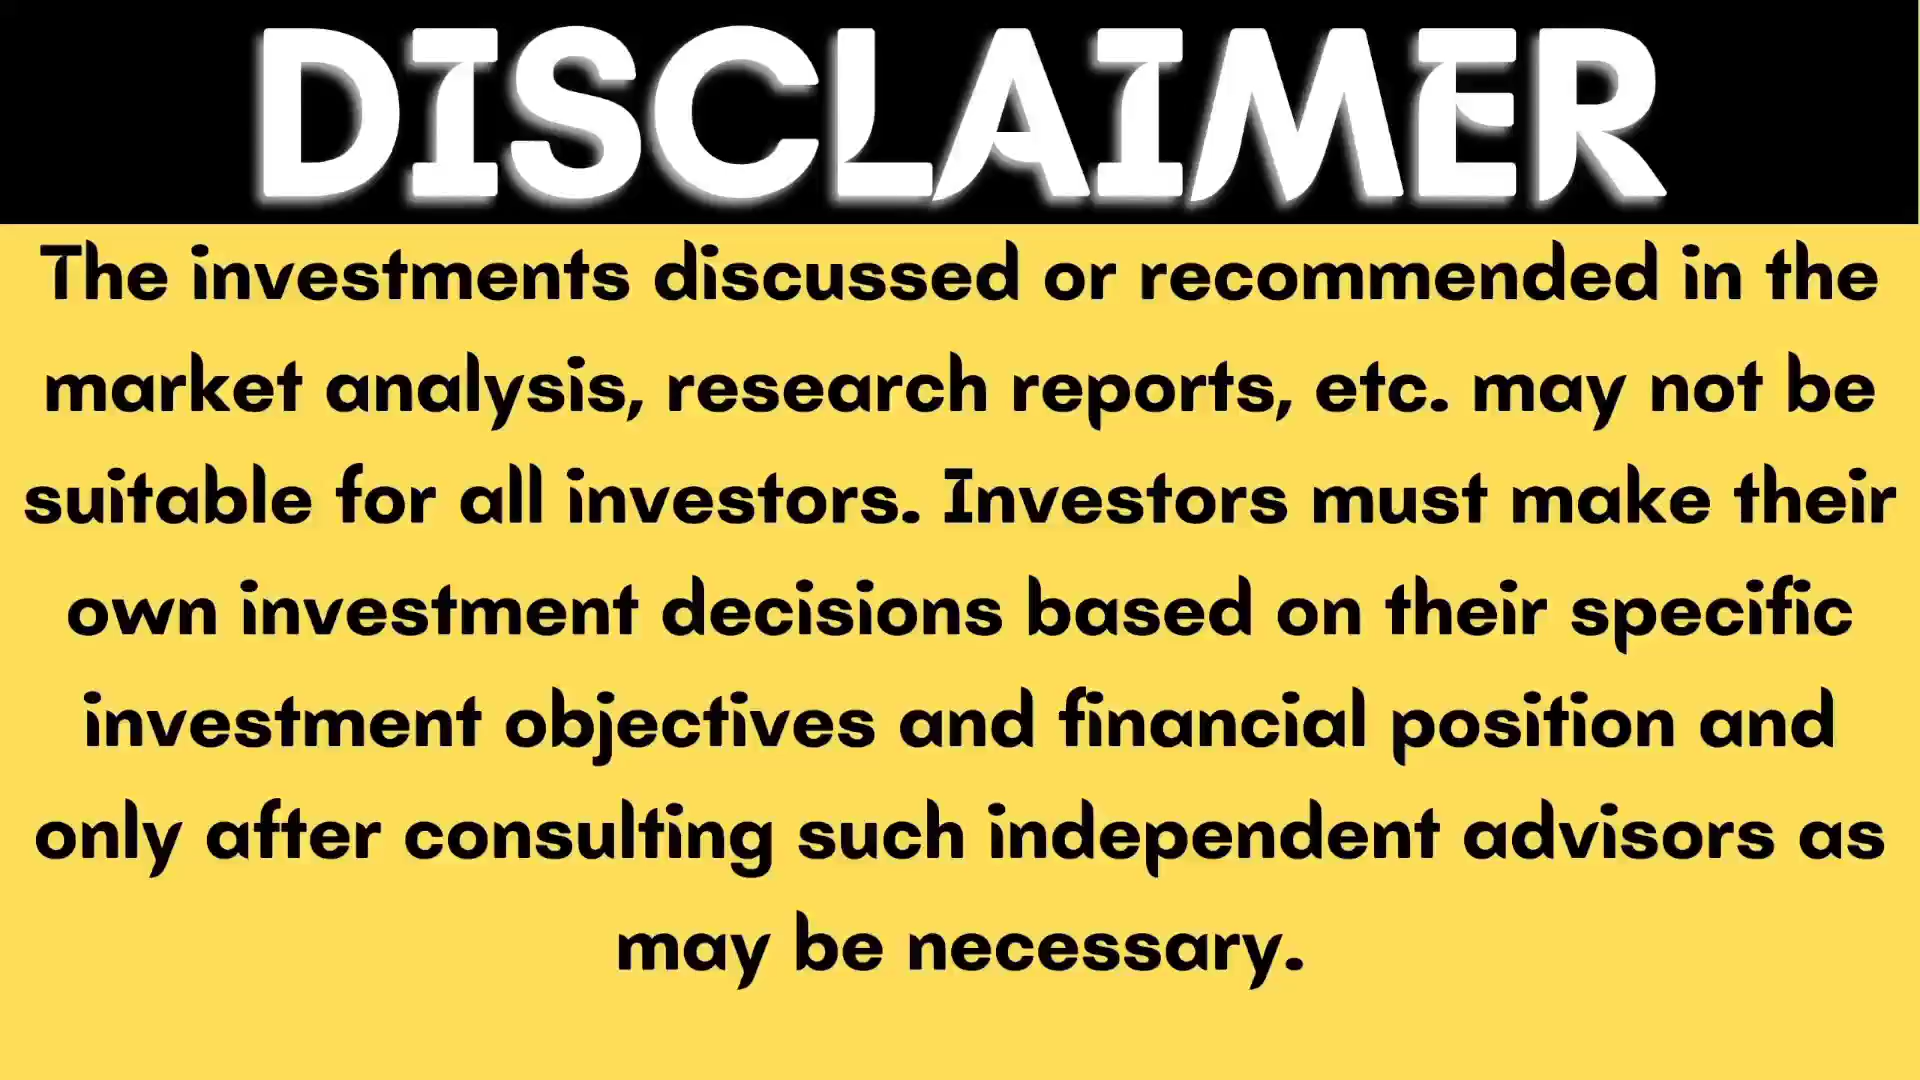 DISCLAIMER
The investments discussed or recommended in the
market analysis, research reports, etc. may not be
suitable for all investors. Investors must make their
own investment decisions based on their specific
investment objectives and financial position and
only after consulting such independent advisors as
may be necessary.